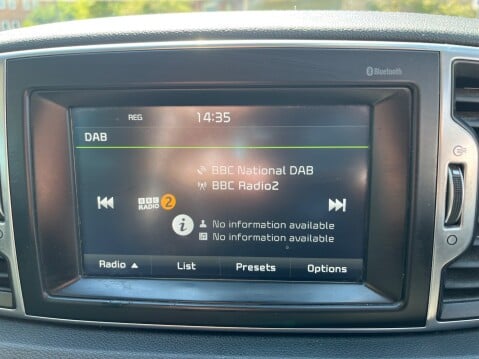 Bluetooth
REG 14:35
DAB
BBC National DAB
BBC Radio2
BBC RADIO 2
i No information available
No information available
Radio ▲ List Presets Options